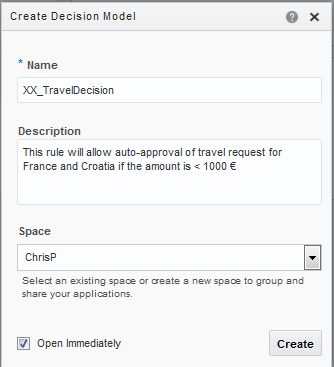 Create Decision Model
* Name
XX_TravelDecision
Description
This rule will allow auto-approval of travel request for
France and Croatia if the amount is < 1000 €
Space
ChrisP
Select an existing space or create a new space to group and
share your applications.
Open Immediately
Create